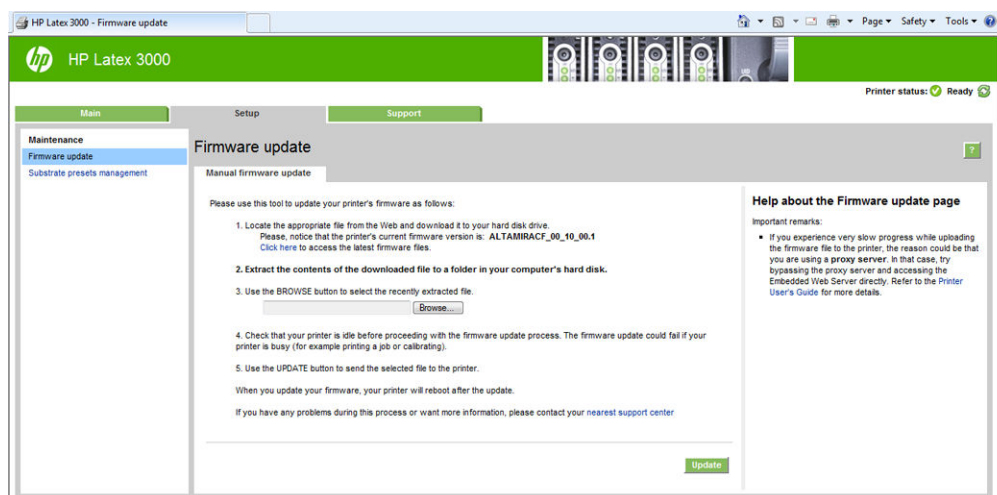 HP Latex 3000 - Firmware update
Page Safety Tools
hp HP Latex 3000
Printer status: Ready
Main Setup Support
Maintenance
Firmware update
Substrate presets management
Firmware update
?
Manual firmware update
Please use this tool to update your printer's firmware as follows:
1. Locate the appropriate file from the Web and download it to your hard disk drive.
Please, notice that the printer's current firmware version is: ALTAMIRACF_00_10_00.1
Click here to access the latest firmware files.
2. Extract the contents of the downloaded file to a folder in your computer's hard disk.
3. Use the BROWSE button to select the recently extracted file.
Browse...
4. Check that your printer is idle before proceeding with the firmware update process. The firmware update could fail if your
printer is busy (for example printing a job or calibrating).
5. Use the UPDATE button to send the selected file to the printer.
When you update your firmware, your printer will reboot after the update.
If you have any problems during this process or want more information, please contact your nearest support center
Update
Help about the Firmware update page
Important remarks:
If you experience very slow progress while uploading
the firmware file to the printer, the reason could be that
you are using a proxy server. In that case, try
bypassing the proxy server and accessing the
Embedded Web Server directly. Refer to the Printer
User's Guide for more details.